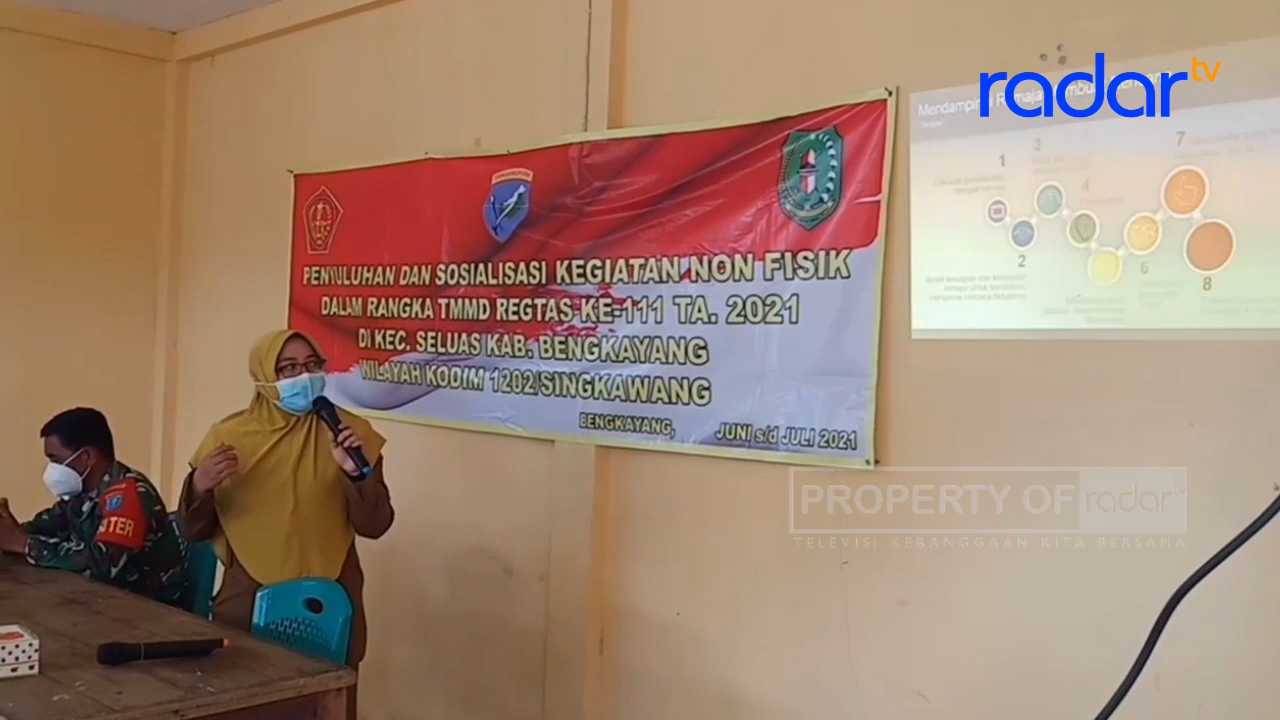 radar tv
Mendampingi Remaja
1
2
3
4
6
7
8
PENYULUHAN DAN SOSIALISASI KEGIATAN NON FISIK
DALAM RANGKA TMMD REGTAS KE-111 TA. 2021
DI KEC. SELUAS KAB. BENGKAYANG
WILAYAH KODIM 1202/SINGKAWANG
BENGKAYANG, JUNI s/d JULI 2021
PROPERTY OF radar tv
TELEVISI KEBANGGAAN KITA BERSAMA